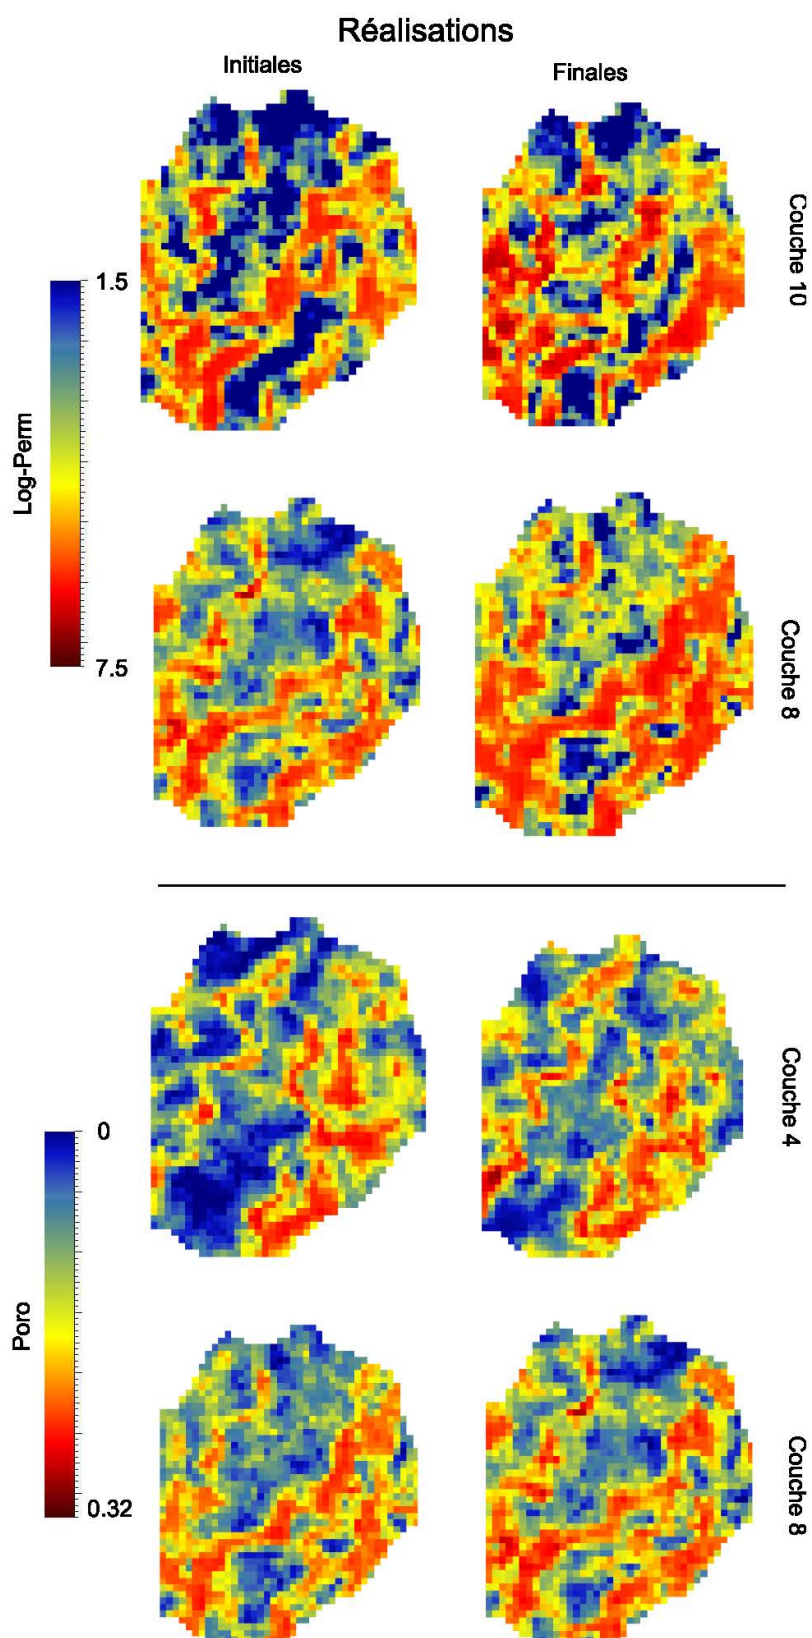 Réalisations
Initiales
Finales
Couche 10
1.5
Log-Perm
7.5
Couche 8
Couche 4
0
Poro
0.32
Couche 8